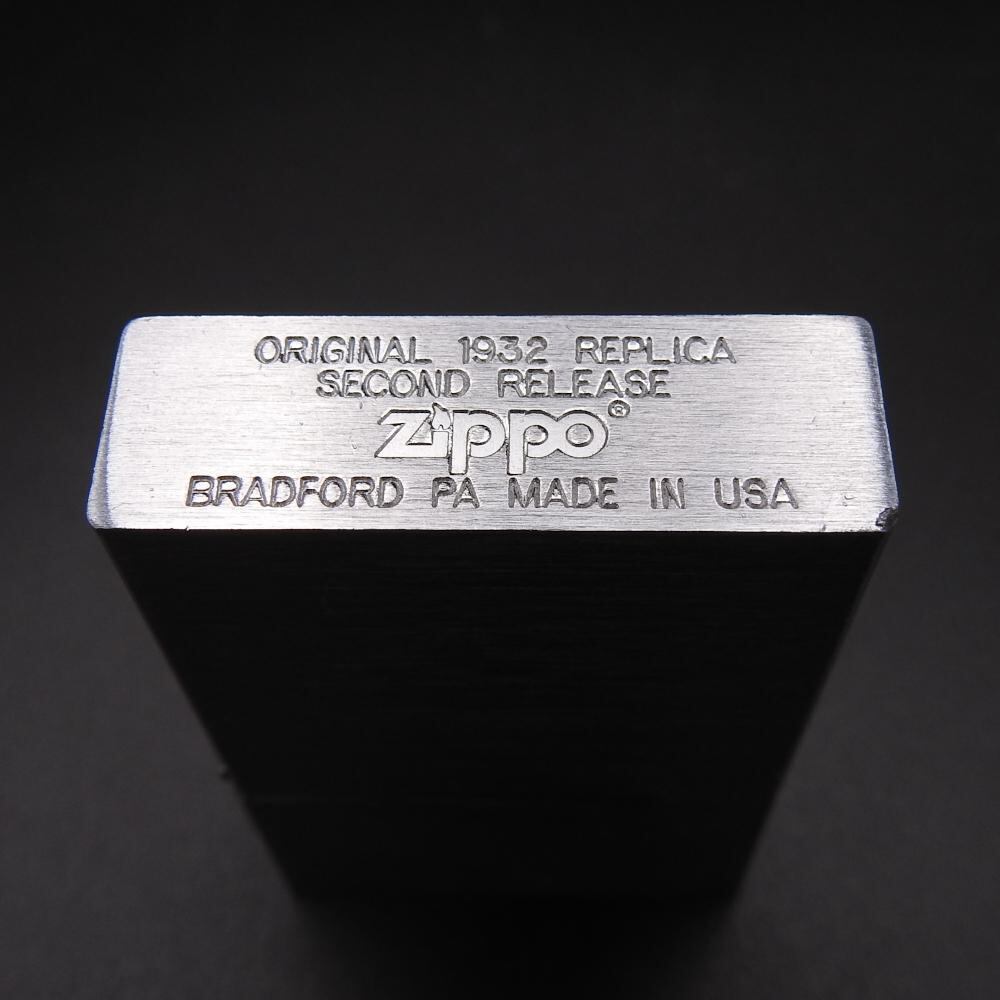 ORIGINAL 1932 REPLICA
SECOND RELEASE
Zippo®
BRADFORD PA MADE IN USA